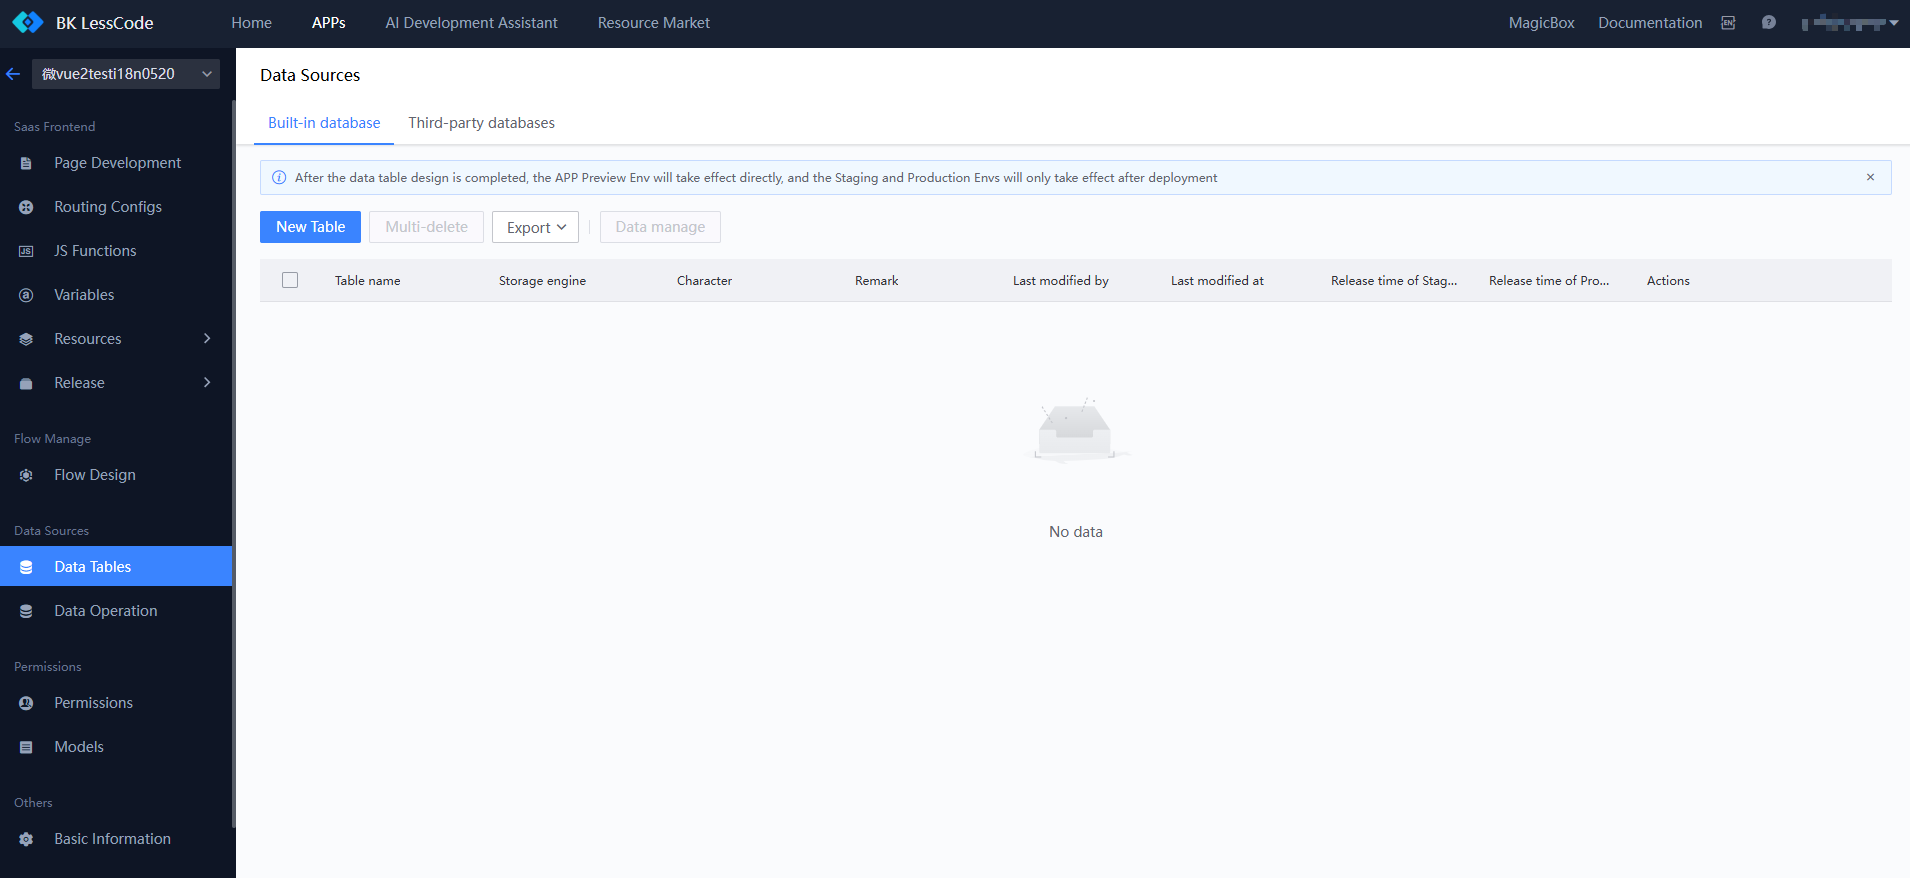 BK LessCode
Home
APPs
AI Development Assistant
Resource Market
MagicBox
Documentation
EN
?
微vue2testi18n0520
Saas Frontend
Page Development
Routing Configs
JS
JS Functions
a
Variables
Resources
Release
Flow Manage
Flow Design
Data Sources
Data Tables
Data Operation
Permissions
Permissions
Models
Others
Basic Information
Data Sources
Built-in database
Third-party databases
After the data table design is completed, the APP Preview Env will take effect directly, and the Staging and Production Envs will only take effect after deployment
New Table
Multi-delete
Export
Data manage
Table name
Storage engine
Character
Remark
Last modified by
Last modified at
Release time of Stag...
Release time of Pro...
Actions
No data